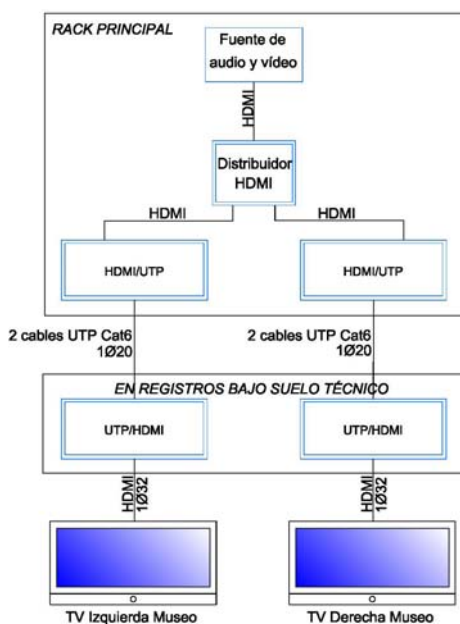 RACK PRINCIPAL
Fuente de
audio y vídeo
HDMI
Distribuidor
HDMI
HDMI
HDMI
HDMI/UTP
HDMI/UTP
2 cables UTP Cat6
1Ø20
2 cables UTP Cat6
1Ø20
EN REGISTROS BAJO SUELO TÉCNICO
UTP/HDMI
UTP/HDMI
HDMI
1Ø32
HDMI
1Ø32
TV Izquierda Museo
TV Derecha Museo